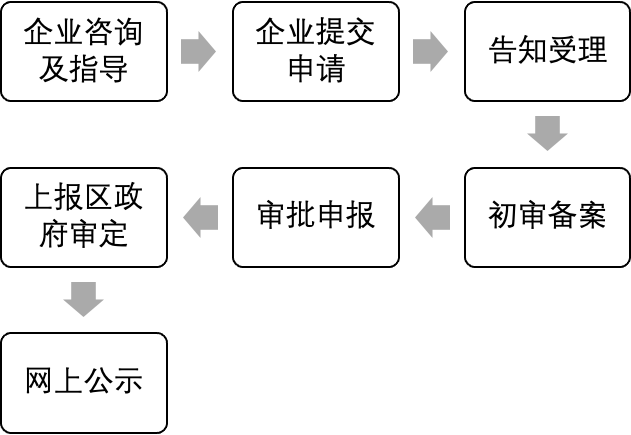 企业咨询
及指导
企业提交
申请
告知受理
初审备案
审批申报
上报区政
府审定
网上公示